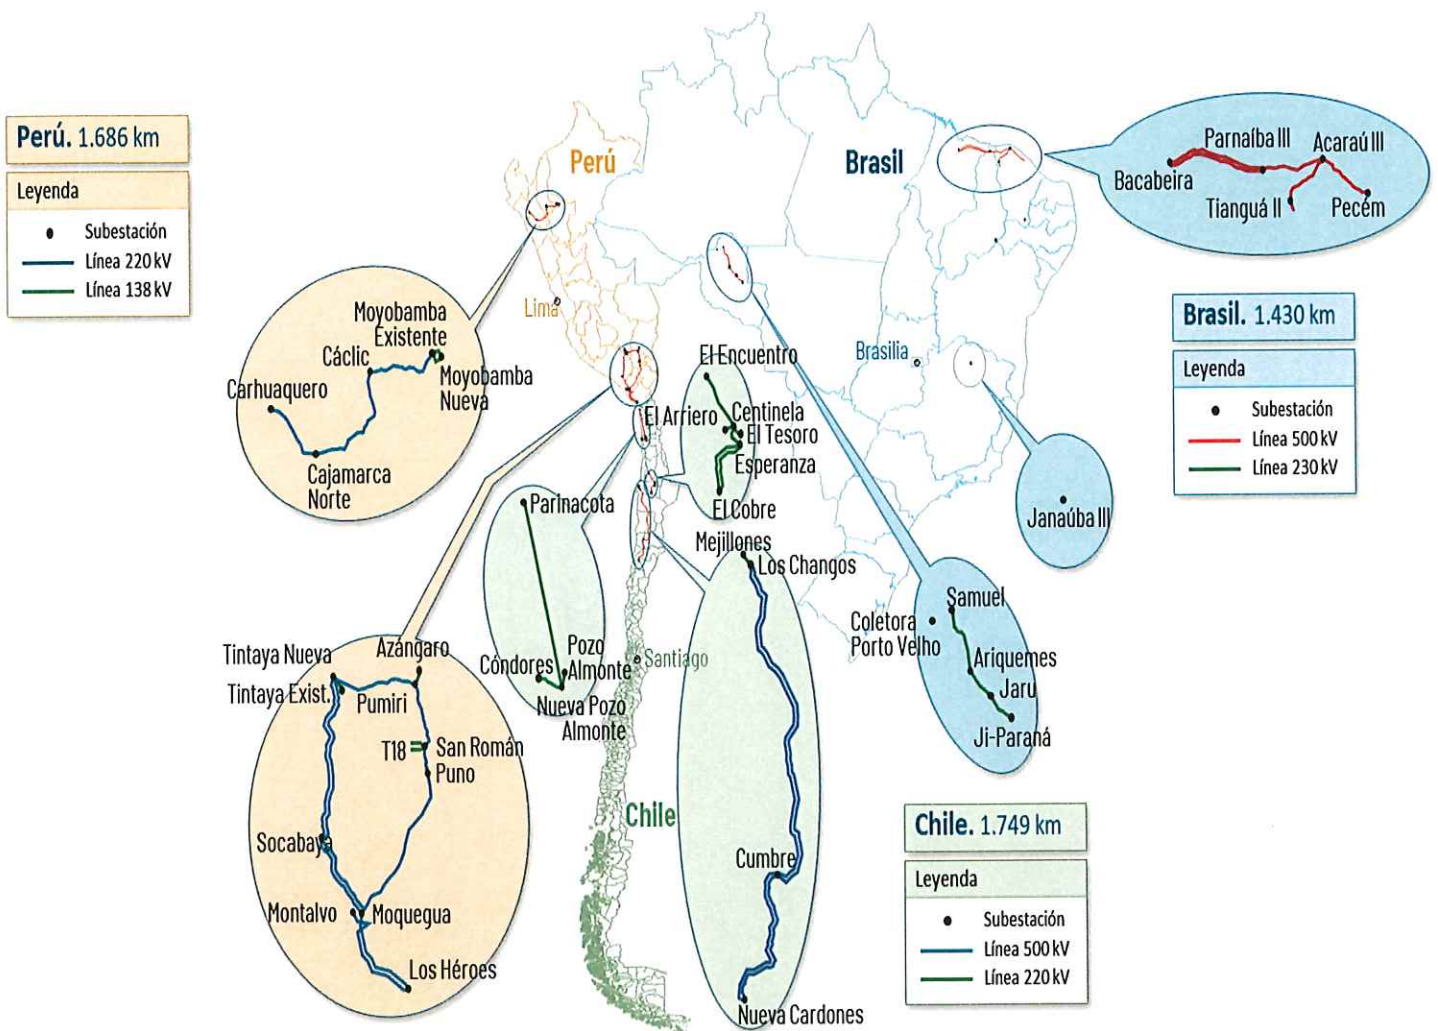 Perú. 1.686 km
Leyenda
Subestación
Línea 220 kV
Línea 138 kV
Perú
Lima
Moyobamba
Existente
Cáclic
Moyobamba
Nueva
Carhuaquero
Cajamarca
Norte
Tintaya Nueva
Azángaro
Tintaya Exist.
Pumiri
T18
San Román
Puno
Socabaya
Montalvo
Moquegua
Los Héroes
Brasil
Brasilia
Parnaíba III
Acaraú III
Bacabeira
Tianguá II
Pecém
Brasil. 1.430 km
Leyenda
Subestación
Línea 500 kV
Línea 230 kV
Janaúba III
Samuel
Coletora
Porto Velho
Ariquemes
Jaru
Ji-Paraná
El Encuentro
El Arriero
Centinela
El Tesoro
Esperanza
El Cobre
Parinacota
Cóndores
Pozo
Almonte
Nueva Pozo
Almonte
Santiago
Chile
Mejillones
Los Changos
Cumbre
Nueva Cardones
Chile. 1.749 km
Leyenda
Subestación
Línea 500 kV
Línea 220 kV